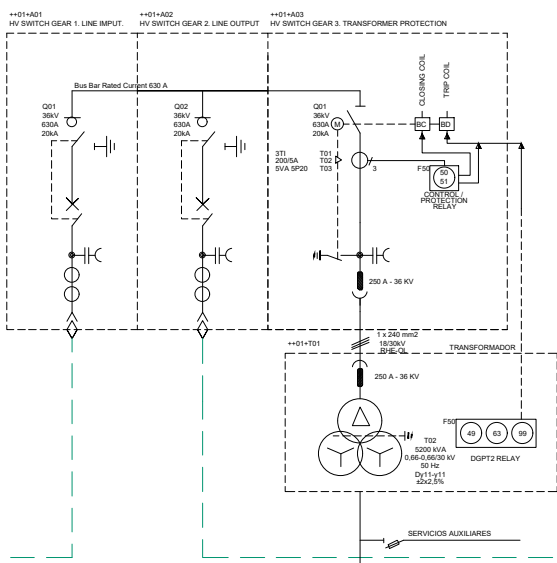 ++01+A01
HV SWITCH GEAR 1. LINE IMPUT.
++01+A02
HV SWITCH GEAR 2. LINE OUTPUT
++01+A03
HV SWITCH GEAR 3. TRANSFORMER PROTECTION
Bus Bar Rated Current 630 A
Q01
36kV
630A
20kA
Q02
36kV
630A
20kA
Q01
36kV
630A
20kA
M
CLOSING COIL
TRIP COIL
BC
BD
3TI
200/5A
5VA 5P20
T01
T02
T03
3
F50
50
51
CONTROL /
PROTECTION
RELAY
250 A - 36 KV
1 x 240 mm2
18/30kV
RHE-OL
++01+T01
TRANSFORMADOR
250 A - 36 KV
T02
5200 kVA
0,66-0,66/30 kV
50 Hz
Dy11-y11
±2x2,5%
F50
49
63
99
DGPT2 RELAY
SERVICIOS AUXILIARES